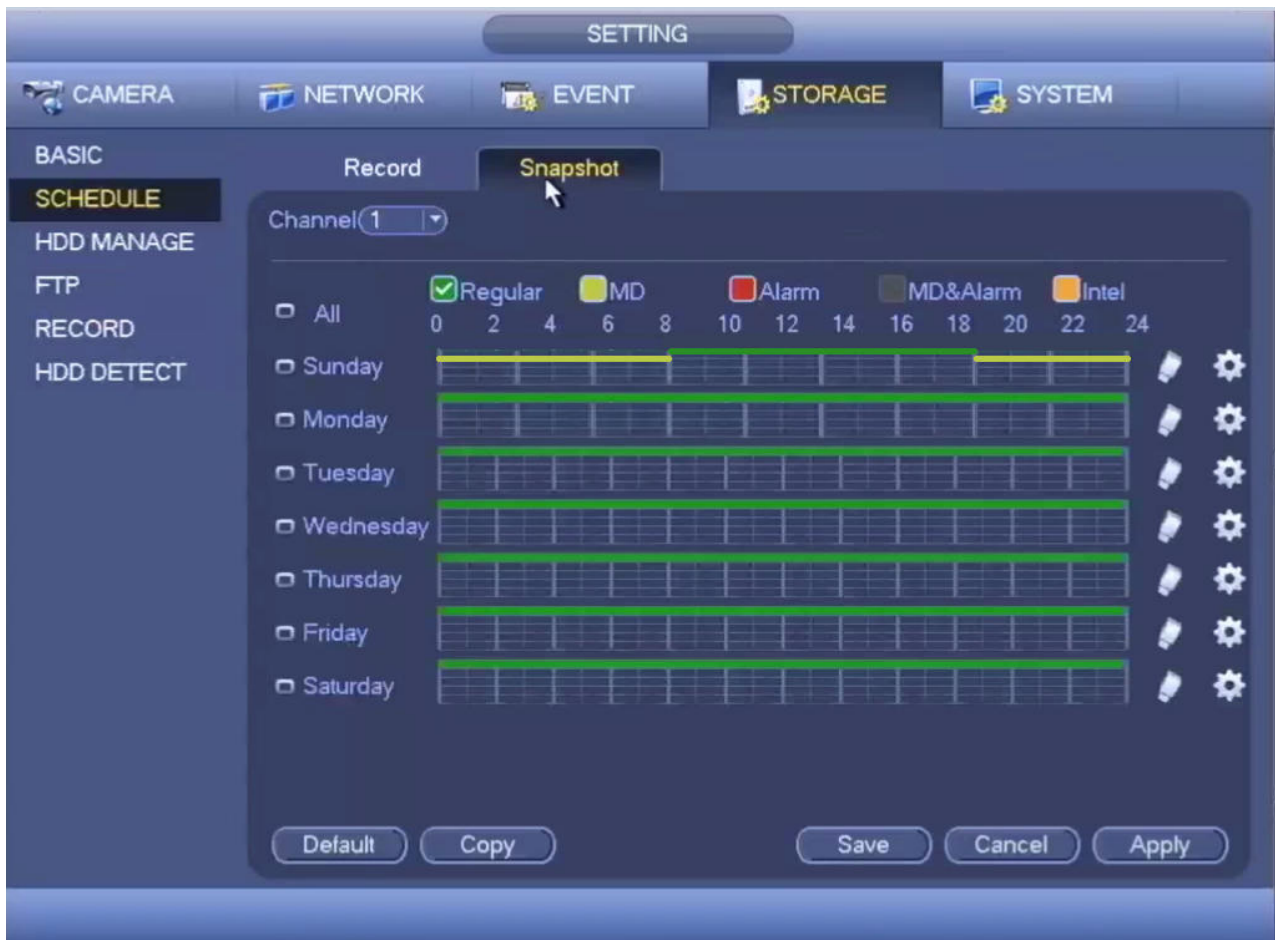 SETTING
CAMERA NETWORK EVENT STORAGE SYSTEM
BASIC
SCHEDULE
HDD MANAGE
FTP
RECORD
HDD DETECT
Record Snapshot
Channel 1
Regular MD Alarm MD&Alarm Intel
All 0 2 4 6 8 10 12 14 16 18 20 22 24
Sunday
Monday
Tuesday
Wednesday
Thursday
Friday
Saturday
Default Copy Save Cancel Apply